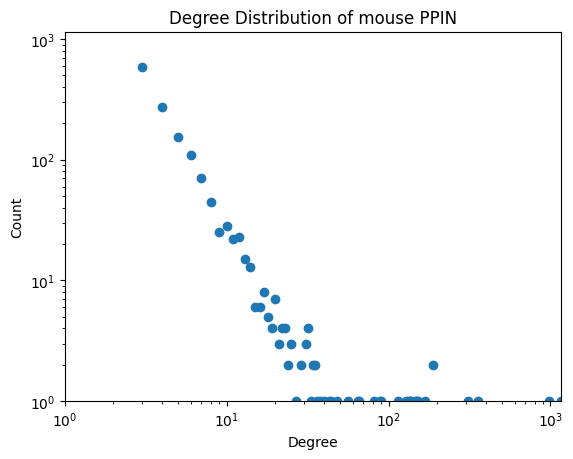 Degree Distribution of mouse PPIN
Count
10³
10²
10¹
10⁰
10⁰ 10¹ 10² 10³
Degree